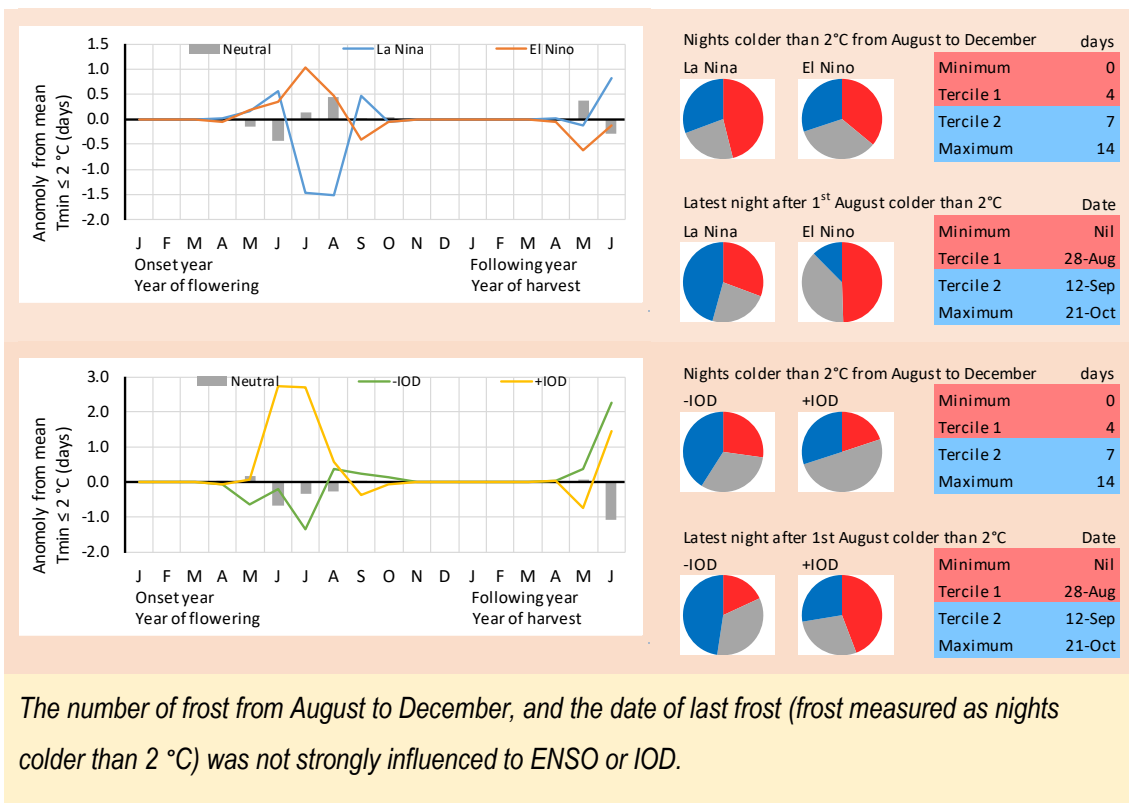 Neutral La Nina El Nino
1.5
1.0
0.5
0.0
-0.5
-1.0
-1.5
-2.0
Anomoly from mean
Tmin ≤ 2 °C (days)
J F M A M J J A S O N D J F M A M J
Onset year Following year
Year of flowering Year of harvest
Nights colder than 2°C from August to December days
La Nina El Nino
Minimum 0
Tercile 1 4
Tercile 2 7
Maximum 14
Latest night after 1st August colder than 2°C Date
La Nina El Nino
Minimum Nil
Tercile 1 28-Aug
Tercile 2 12-Sep
Maximum 21-Oct
Neutral -IOD +IOD
3.0
2.0
1.0
0.0
-1.0
-2.0
Anomoly from mean
Tmin ≤ 2 °C (days)
J F M A M J J A S O N D J F M A M J
Onset year Following year
Year of flowering Year of harvest
Nights colder than 2°C from August to December days
-IOD +IOD
Minimum 0
Tercile 1 4
Tercile 2 7
Maximum 14
Latest night after 1st August colder than 2°C Date
-IOD +IOD
Minimum Nil
Tercile 1 28-Aug
Tercile 2 12-Sep
Maximum 21-Oct
The number of frost from August to December, and the date of last frost (frost measured as nights
colder than 2 °C) was not strongly influenced to ENSO or IOD.